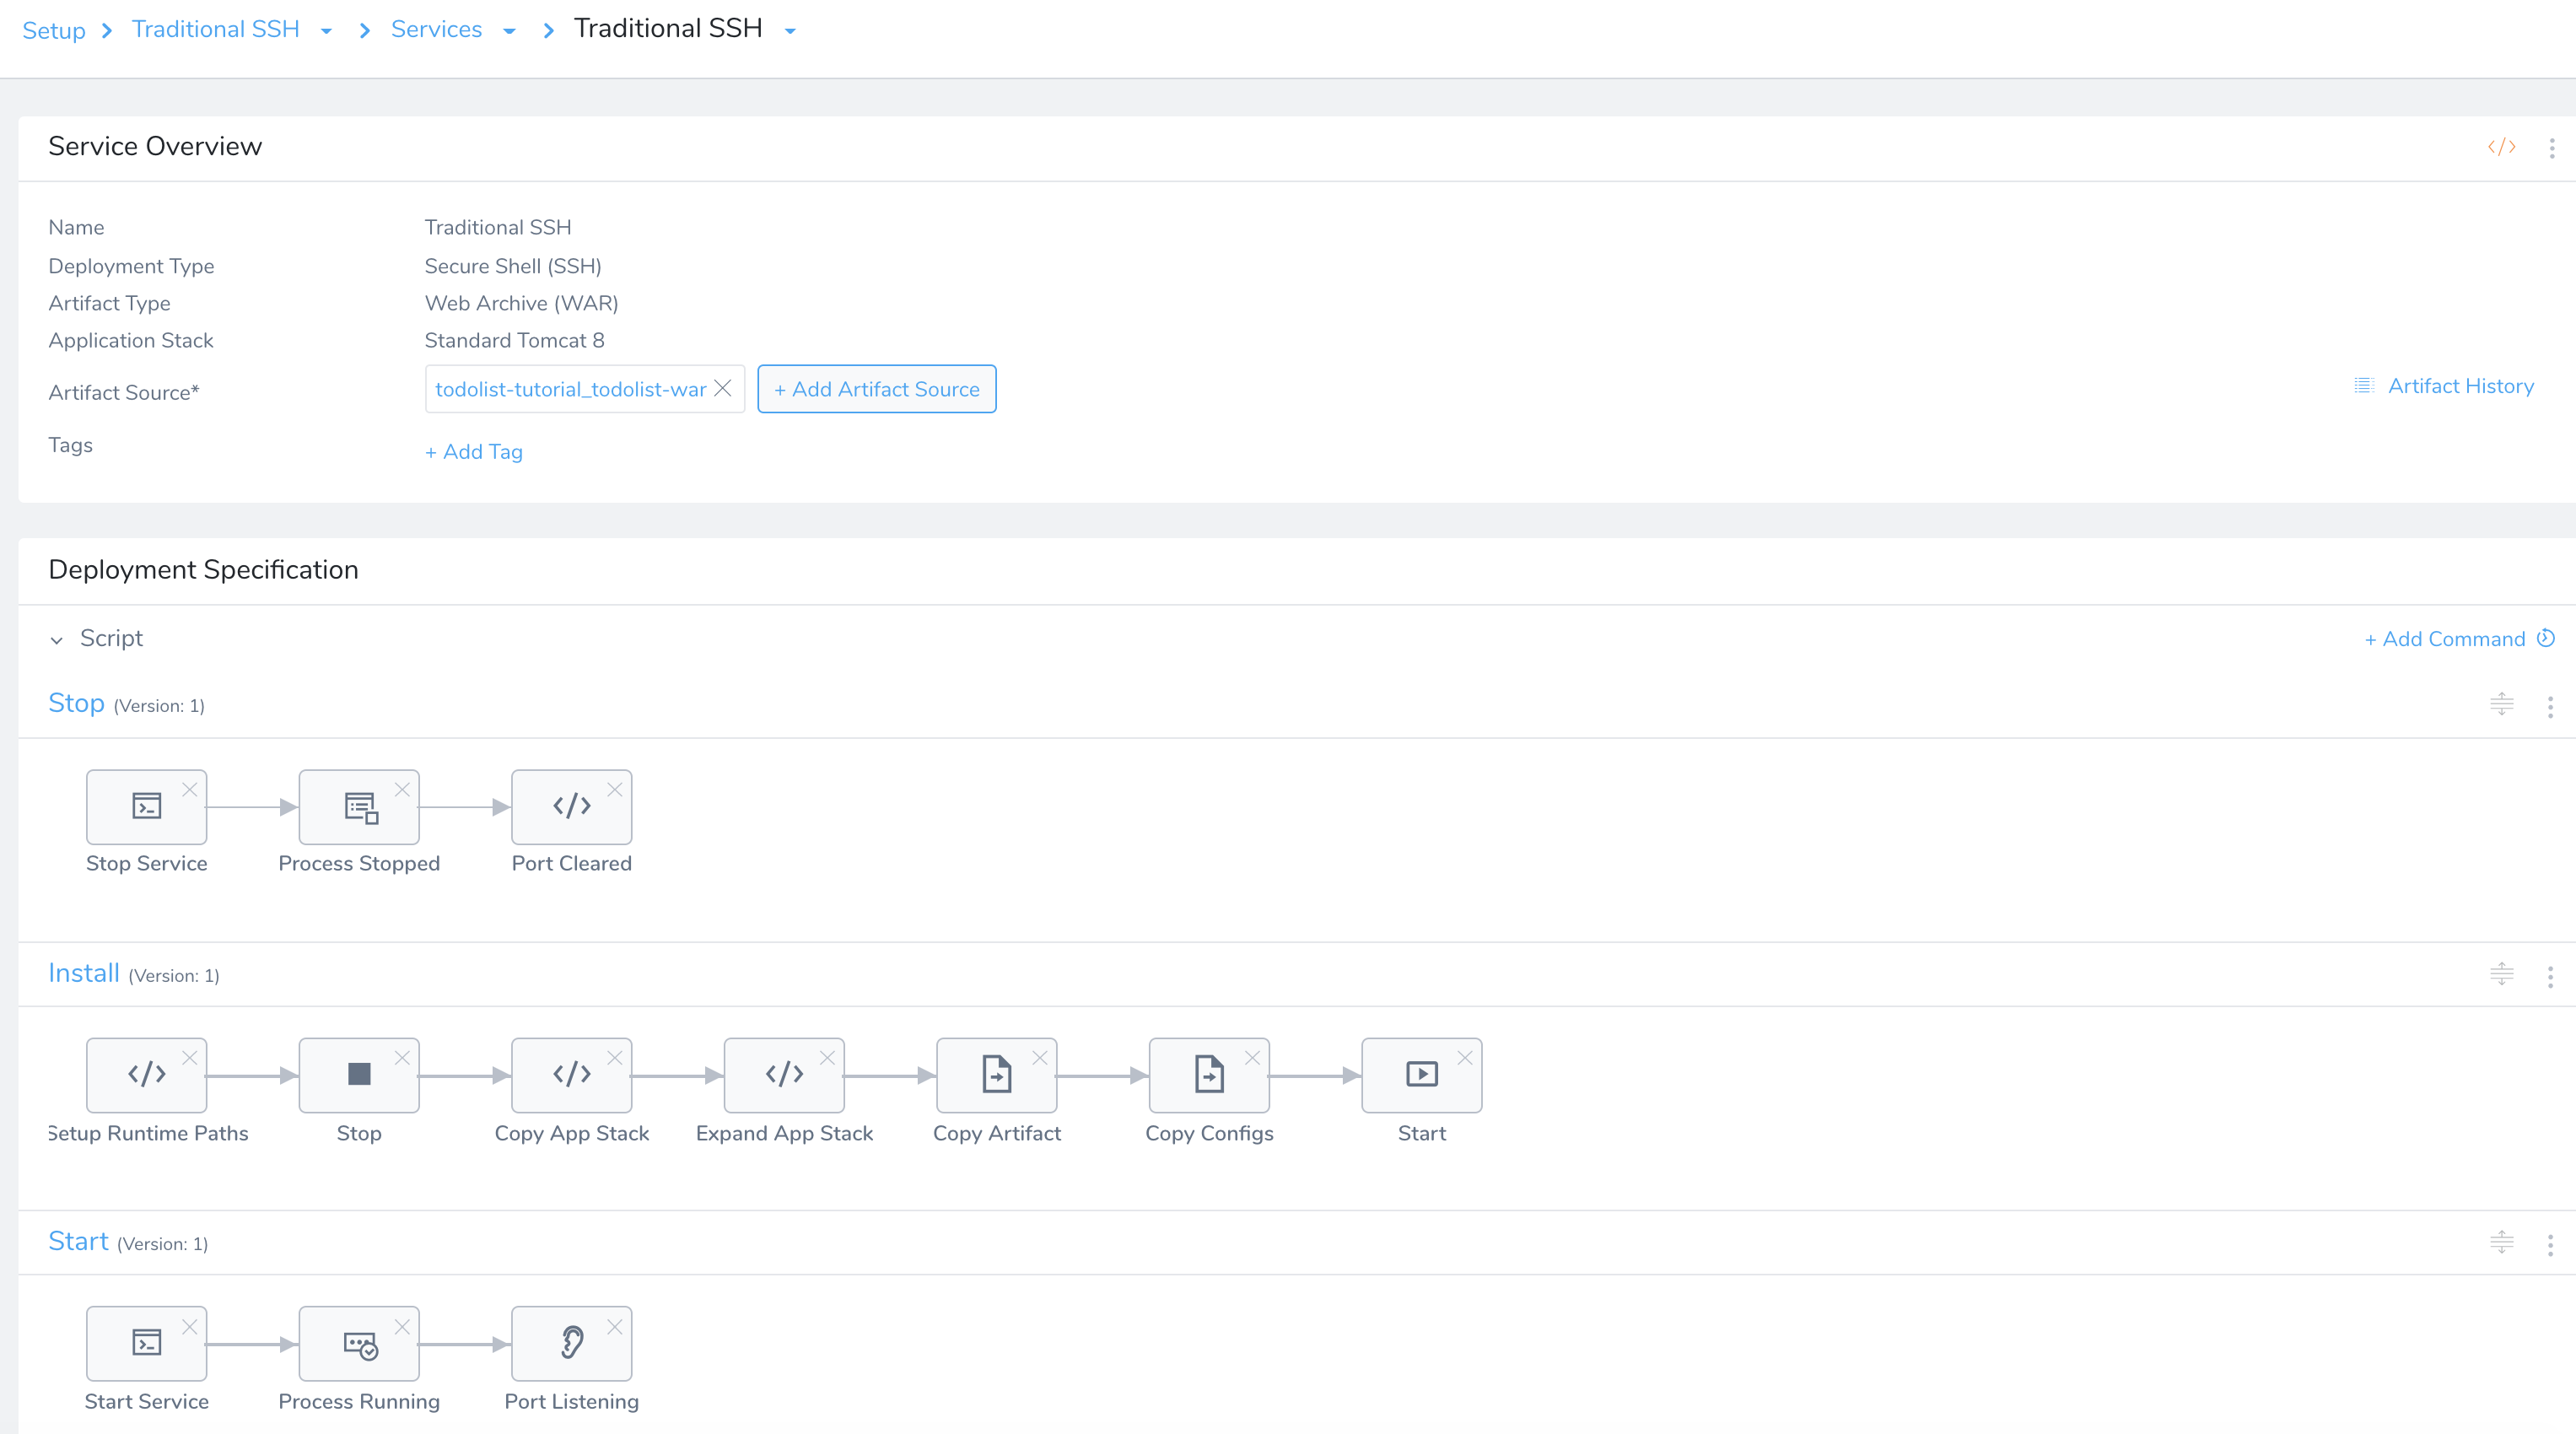 Setup Traditional SSH Services Traditional SSH
Service Overview
Name Traditional SSH
Deployment Type Secure Shell (SSH)
Artifact Type Web Archive (WAR)
Application Stack Standard Tomcat 8
Artifact Source* todolist-tutorial_todolist-war + Add Artifact Source Artifact History
Tags + Add Tag
Deployment Specification
Script + Add Command
Stop (Version: 1)
Stop Service Process Stopped Port Cleared
Install (Version: 1)
Setup Runtime Paths Stop Copy App Stack Expand App Stack Copy Artifact Copy Configs Start
Start (Version: 1)
Start Service Process Running Port Listening